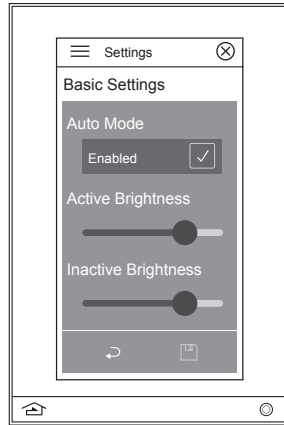 Settings
Basic Settings
Auto Mode
Enabled
Active Brightness
Inactive Brightness